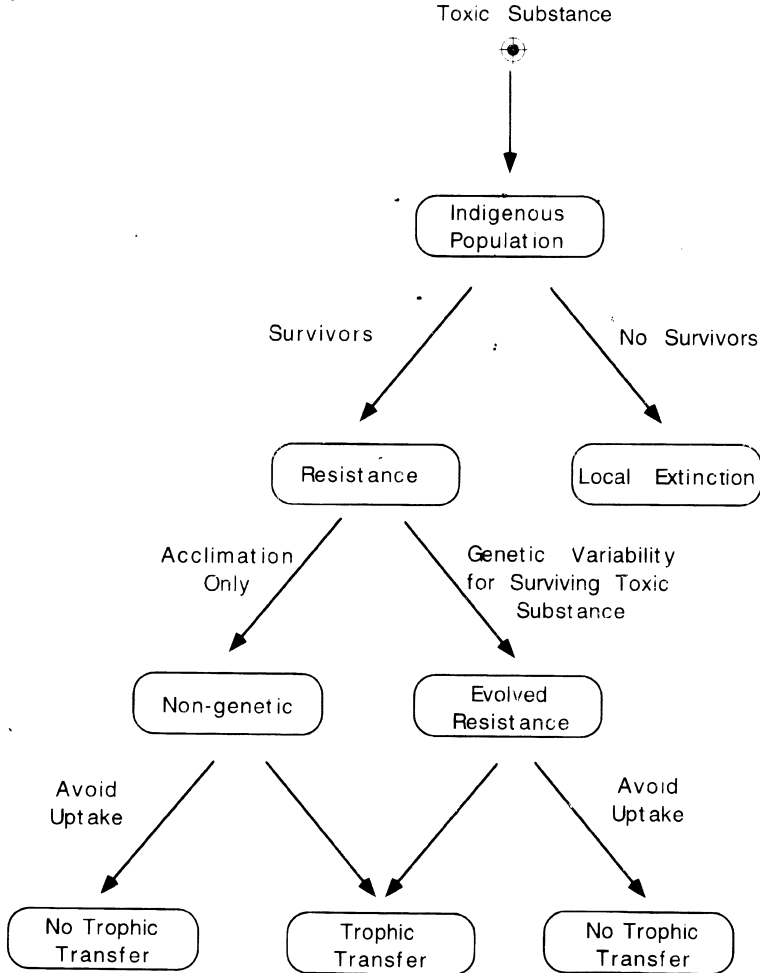 Toxic Substance
Indigenous
Population
Survivors
No Survivors
Resistance
Local Extinction
Acclimation
Only
Genetic Variability
for Surviving Toxic
Substance
Non-genetic
Evolved
Resistance
Avoid
Uptake
Avoid
Uptake
No Trophic
Transfer
Trophic
Transfer
No Trophic
Transfer